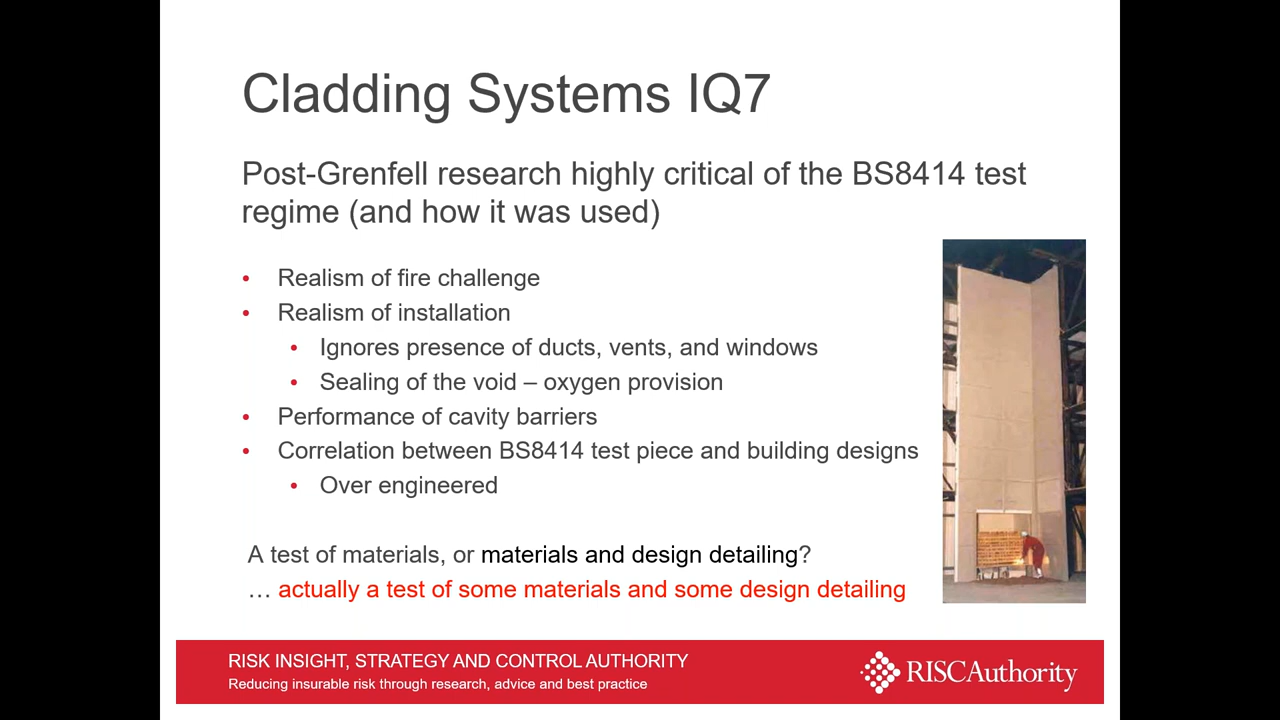 Cladding Systems IQ7
Post-Grenfell research highly critical of the BS8414 test
regime (and how it was used)
• Realism of fire challenge
• Realism of installation
• Ignores presence of ducts, vents, and windows
• Sealing of the void – oxygen provision
• Performance of cavity barriers
• Correlation between BS8414 test piece and building designs
• Over engineered
A test of materials, or materials and design detailing?
… actually a test of some materials and some design detailing
RISK INSIGHT, STRATEGY AND CONTROL AUTHORITY
Reducing insurable risk through research, advice and best practice
RISCAuthority